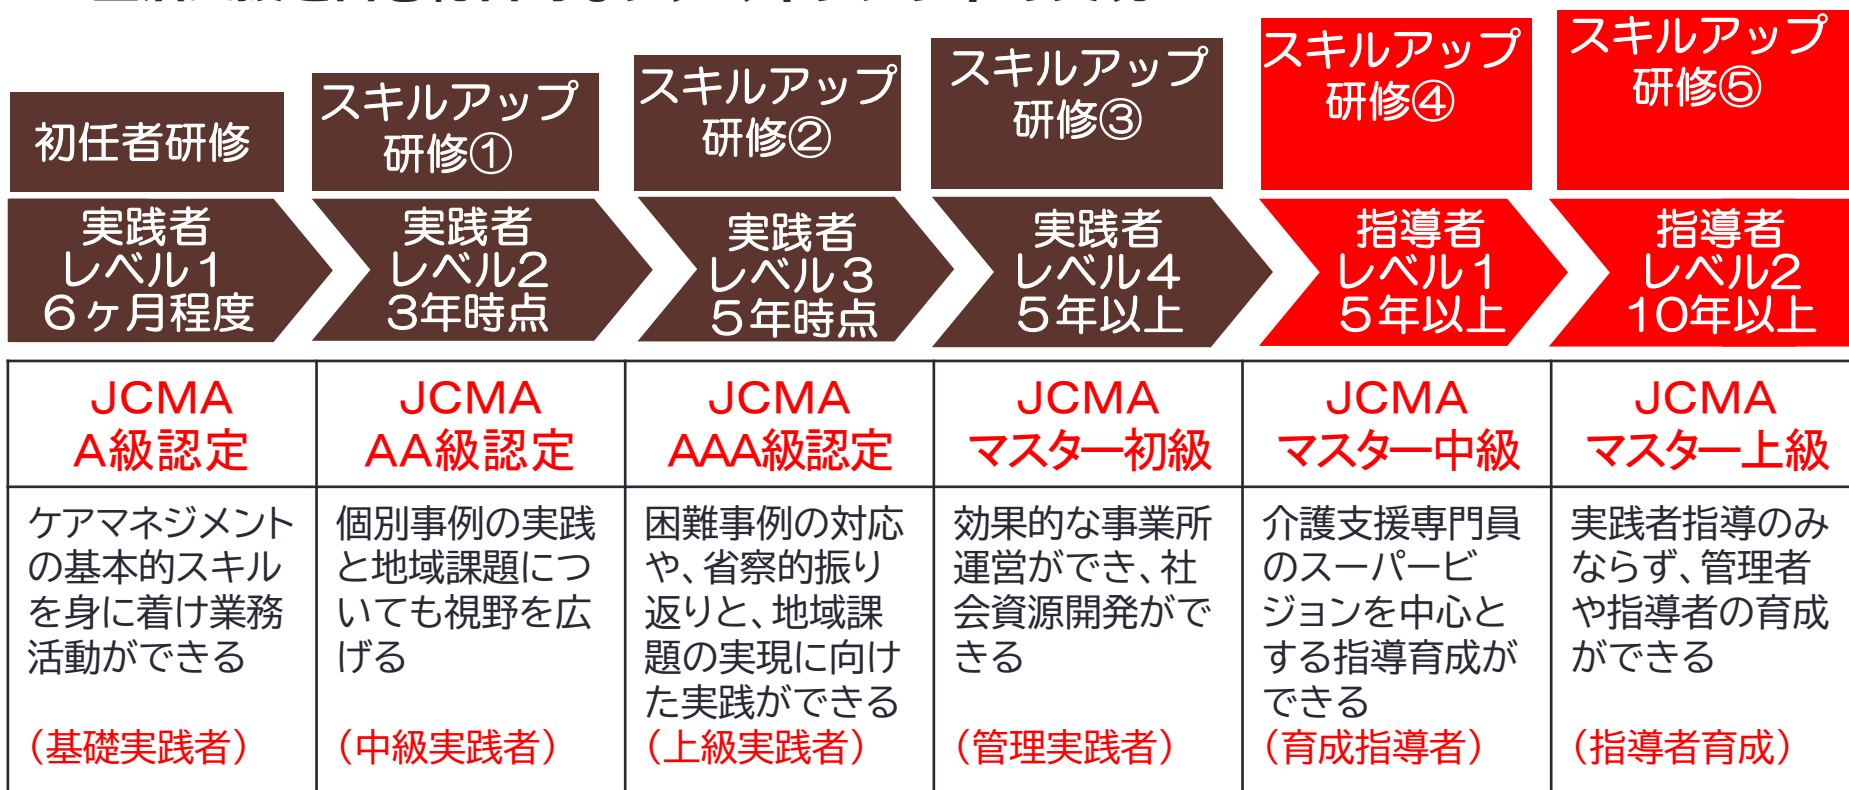 初任者研修
スキルアップ
研修①
スキルアップ
研修②
スキルアップ
研修③
スキルアップ
研修④
スキルアップ
研修⑤
実践者
レベル１
６ヶ月程度
実践者
レベル2
3年時点
実践者
レベル３
５年時点
実践者
レベル４
５年以上
指導者
レベル１
５年以上
指導者
レベル2
10年以上
JCMA
A級認定
JCMA
AA級認定
JCMA
AAA級認定
JCMA
マスター初級
JCMA
マスター中級
JCMA
マスター上級
ケアマネジメント
の基本的スキル
を身に着け業務
活動ができる
（基礎実践者）
個別事例の実践
と地域課題につ
いても視野を広
げる
（中級実践者）
困難事例の対応
や、省察的振り
返りと、地域課
題の実現に向け
た実践ができる
（上級実践者）
効果的な事業所
運営ができ、社
会資源開発がで
きる
（管理実践者）
介護支援専門員
のスーパービ
ジョンを中心と
する指導育成が
できる
（育成指導者）
実践者指導のみ
ならず、管理者
や指導者の育成
ができる
（指導者育成）